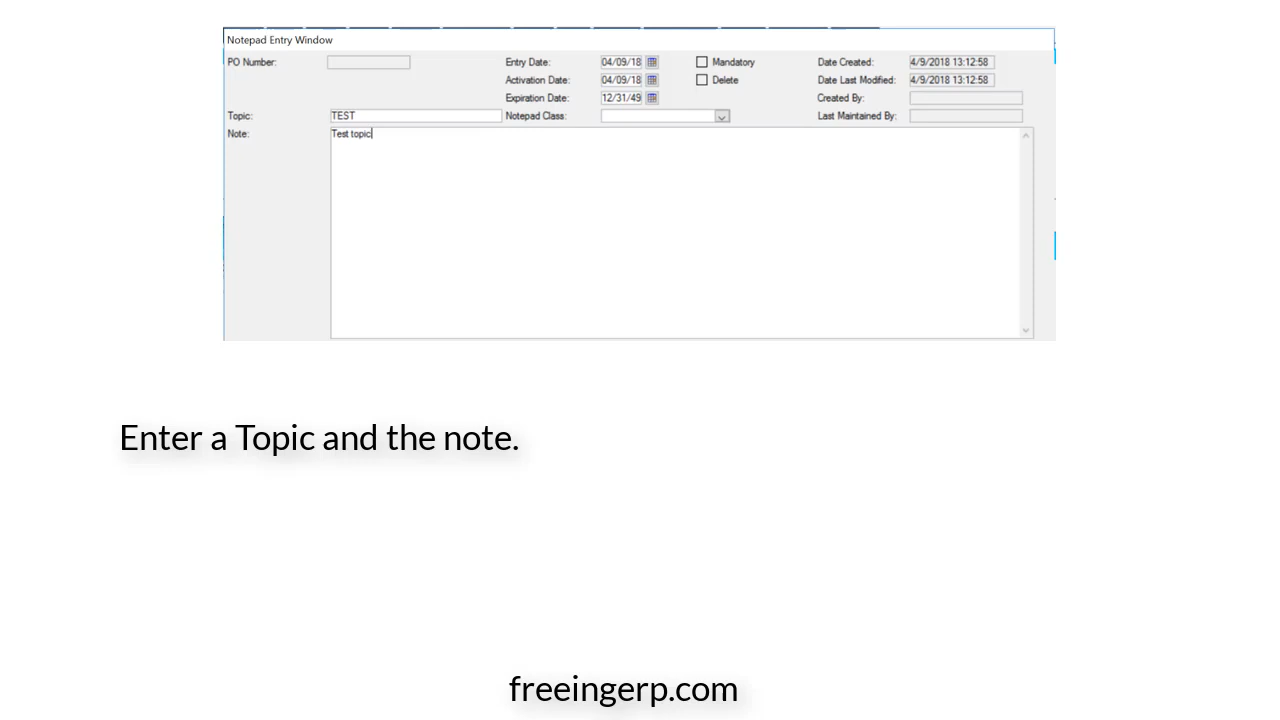 Notepad Entry Window
PO Number: Entry Date: 04/09/18 Mandatory Date Created: 4/9/2018 13:12:58
Activation Date: 04/09/18 Delete Date Last Modified: 4/9/2018 13:12:58
Expiration Date: 12/31/49 Created By:
Topic: TEST Notepad Class: Last Maintained By:
Note: Test topic
Enter a Topic and the note.
freeingerp.com